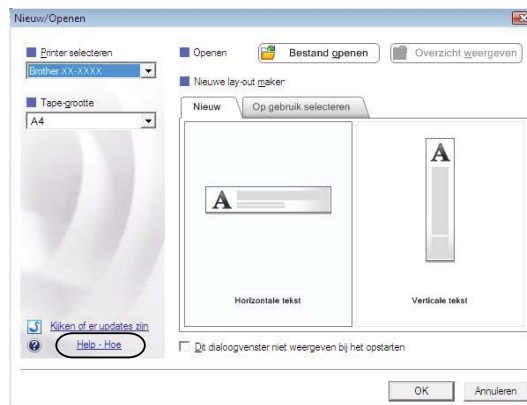 Nieuw/Openen
Printer selecteren
Brother XX-XXXX
Tape-grootte
A4
Kijken of er updates zijn
Help - Hoe
Openen
Bestand openen
Overzicht weergeven
Nieuwe lay-out maken
Nieuw
Op gebruik selecteren
A
Horizontale tekst
A
Verticale tekst
Dit dialoogvenster niet weergeven bij het opstarten
OK
Annuleren